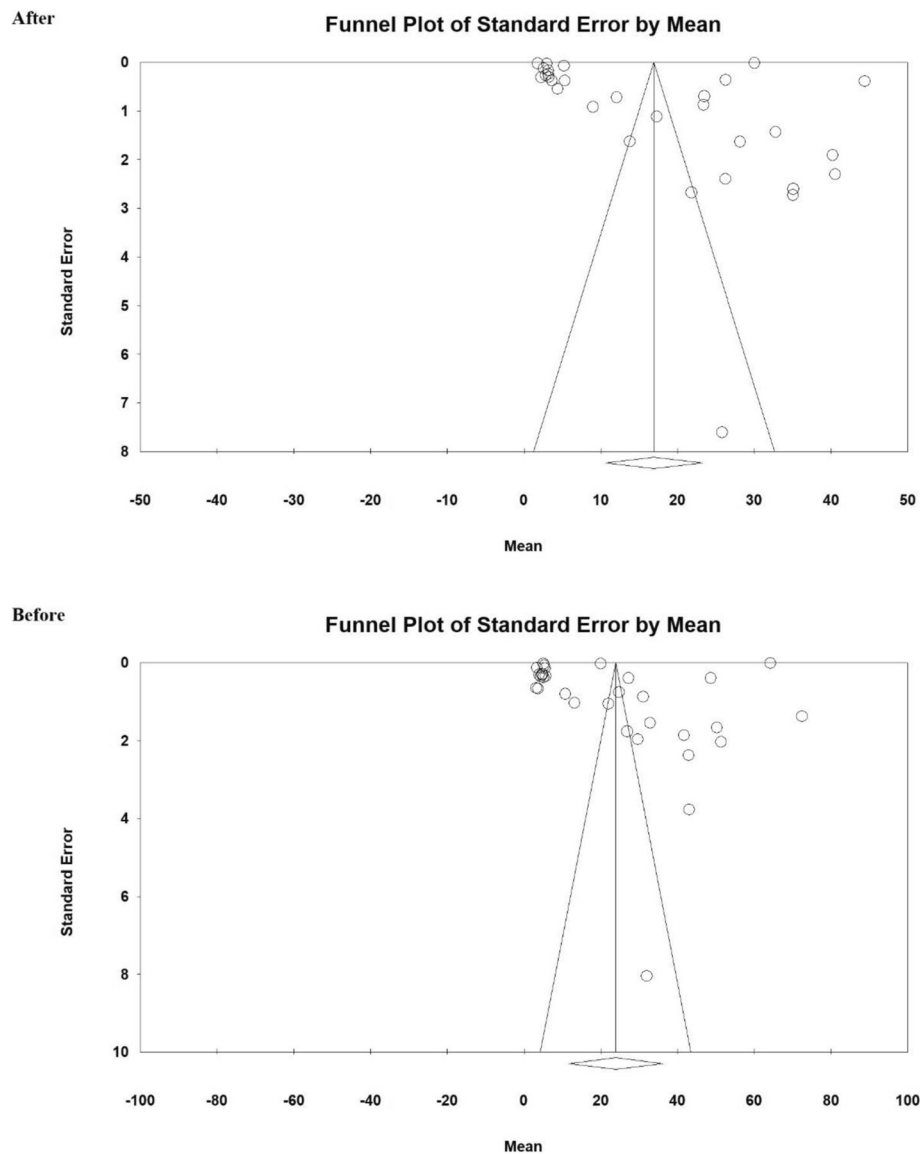 After
Funnel Plot of Standard Error by Mean
0
1
2
3
4
5
6
7
8
Standard Error
-50 -40 -30 -20 -10 0 10 20 30 40 50
Mean
Before
Funnel Plot of Standard Error by Mean
0
2
4
6
8
10
Standard Error
-100 -80 -60 -40 -20 0 20 40 60 80 100
Mean